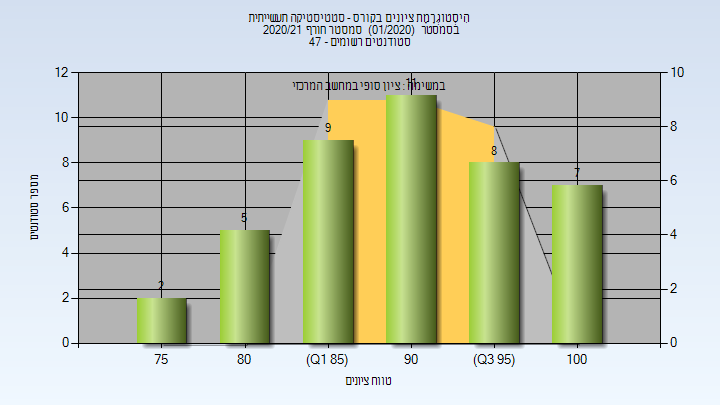 היסטוגרמת ציונים בקורס - סטטיסטיקה תעשייתית
בסמסטר (01/2020) סמסטר חורף 2020/21
סטודנטים רשומים - 47
במשימה : ציון סופי במחשב המרכזי
12
10
8
6
4
2
0
10
8
6
4
2
0
מספר סטודנטים
2
5
9
11
8
7
75
80
(Q1 85)
90
(Q3 95)
100
טווח ציונים